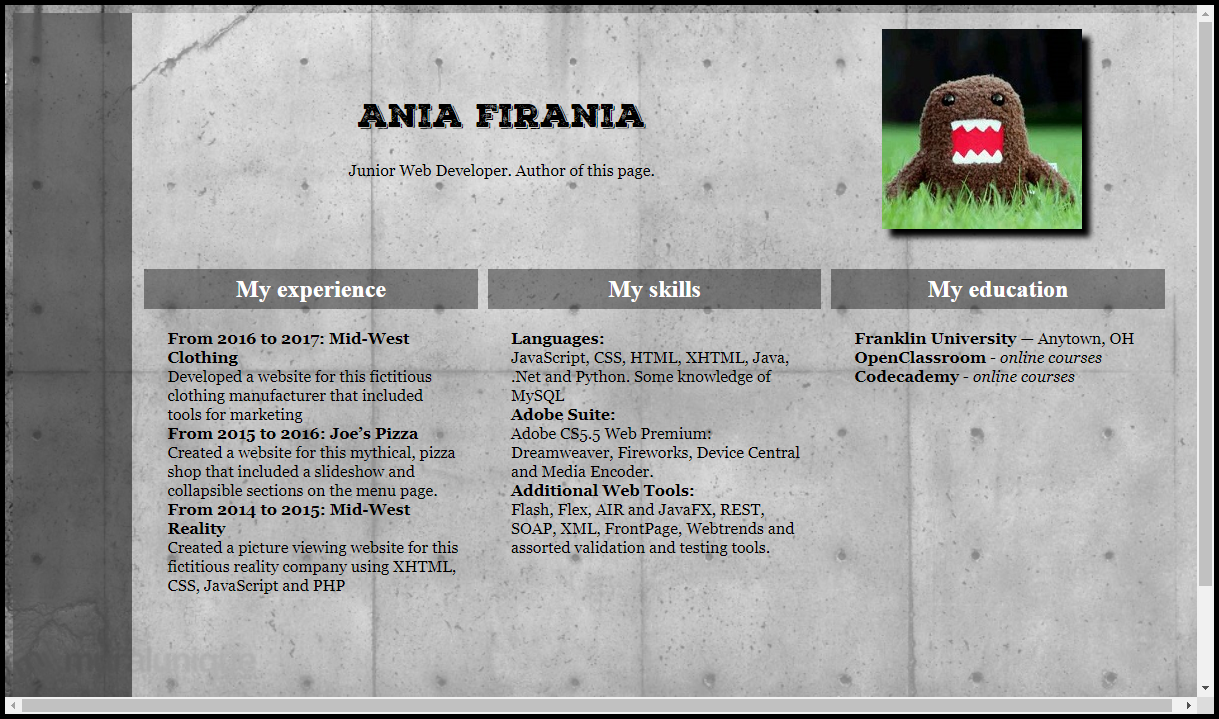 ANIA FIRANIA
Junior Web Developer. Author of this page.
My experience
From 2016 to 2017: Mid-West
Clothing
Developed a website for this fictitious
clothing manufacturer that included
tools for marketing
From 2015 to 2016: Joe’s Pizza
Created a website for this mythical, pizza
shop that included a slideshow and
collapsible sections on the menu page.
From 2014 to 2015: Mid-West
Reality
Created a picture viewing website for this
fictitious reality company using XHTML,
CSS, JavaScript and PHP
My skills
Languages:
JavaScript, CSS, HTML, XHTML, Java,
.Net and Python. Some knowledge of
MySQL
Adobe Suite:
Adobe CS5.5 Web Premium:
Dreamweaver, Fireworks, Device Central
and Media Encoder.
Additional Web Tools:
Flash, Flex, AIR and JavaFX, REST,
SOAP, XML, FrontPage, Webtrends and
assorted validation and testing tools.
My education
Franklin University — Anytown, OH
OpenClassroom - online courses
Codecademy - online courses